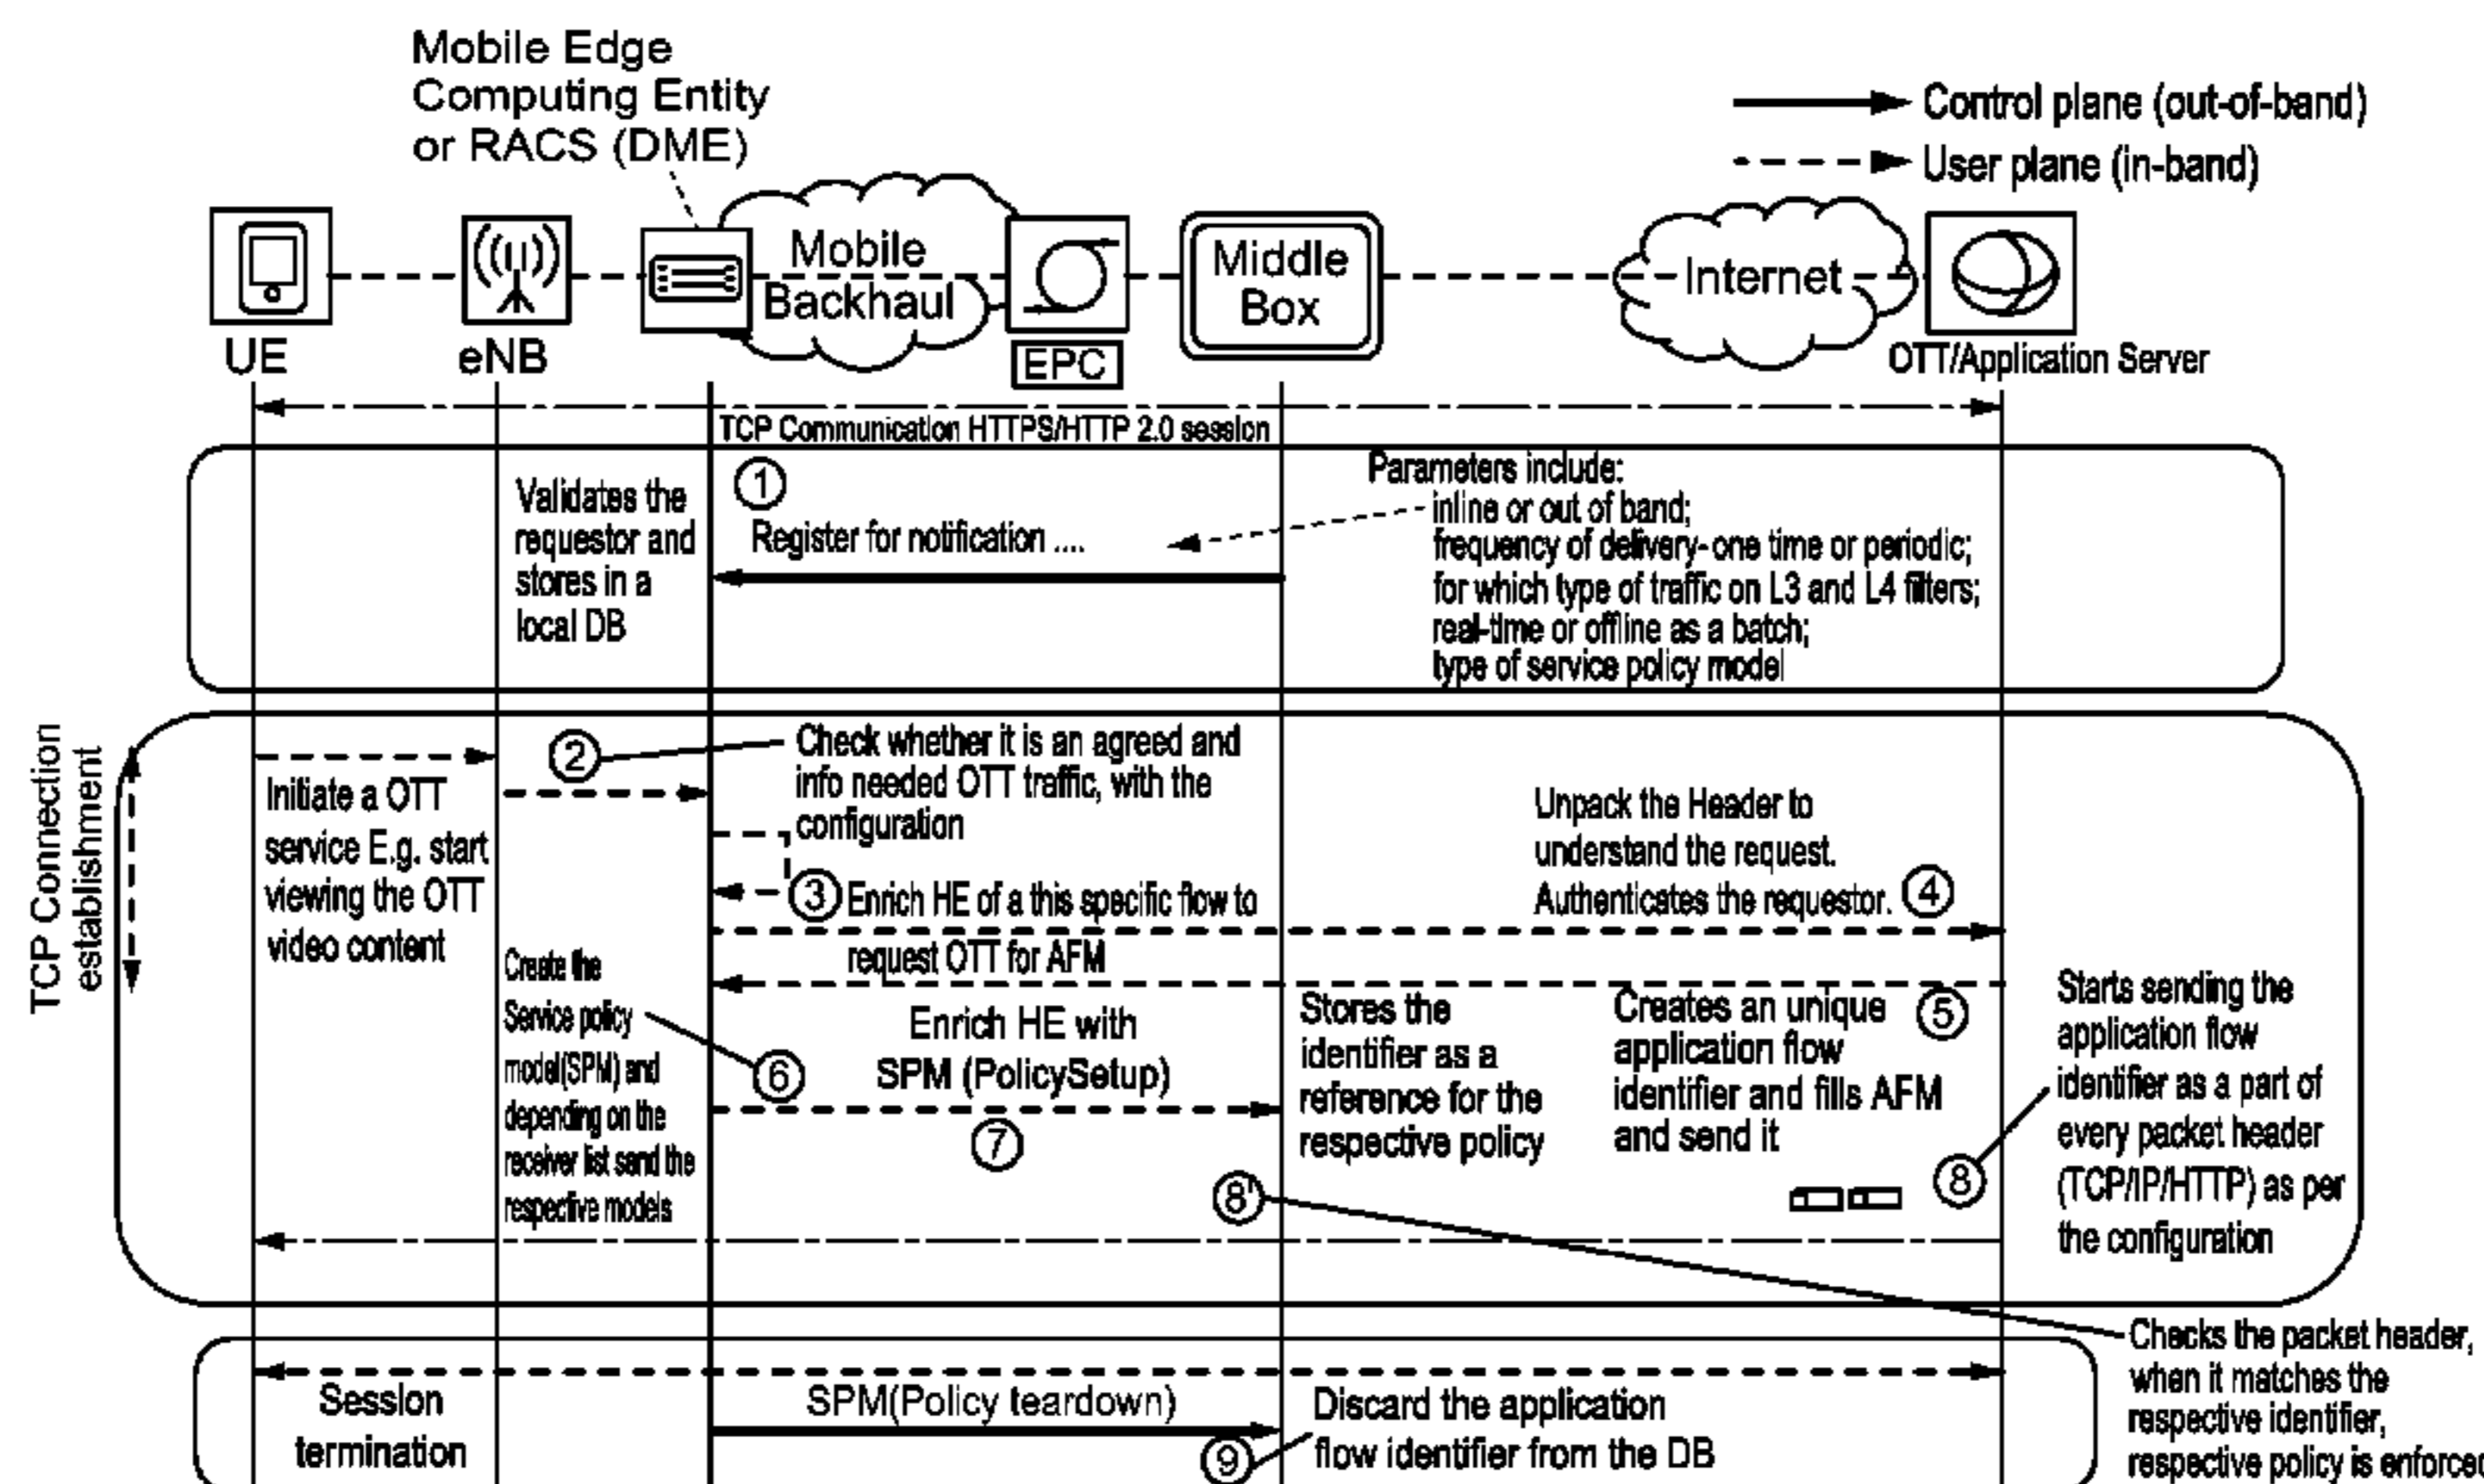 Mobile Edge
Computing Entity
or RACS (DME)
Control plane (out-of-band)
User plane (in-band)
Mobile
Backhaul
Middle
Box
Internet
UE
eNB
EPC
OTT/Application Server
TCP Communication HTTPS/HTTP 2.0 session
Validates the
requestor and
stores in a
local DB
1
Register for notification ....
Parameters include:
inline or out of band;
frequency of delivery-one time or periodic;
for which type of traffic on L3 and L4 filters;
real-time or offline as a batch;
type of service policy model
TCP Connection
establishment
Initiate a OTT
service E.g. start
viewing the OTT
video content
2
Check whether it is an agreed and
info needed OTT traffic, with the
configuration
3
Enrich HE of a this specific flow to
request OTT for AFM
Unpack the Header to
understand the request.
Authenticates the requestor.
4
Create the
Service policy
model(SPM) and
depending on the
receiver list send the
respective models
6
Enrich HE with
SPM (PolicySetup)
7
Stores the
identifier as a
reference for the
respective policy
Creates an unique
application flow
identifier and fills AFM
and send it
5
8'
8
Starts sending the
application flow
identifier as a part of
every packet header
(TCP/IP/HTTP) as per
the configuration
Session
termination
SPM(Policy teardown)
9
Discard the application
flow identifier from the DB
Checks the packet header,
when it matches the
respective identifier,
respective policy is enforced